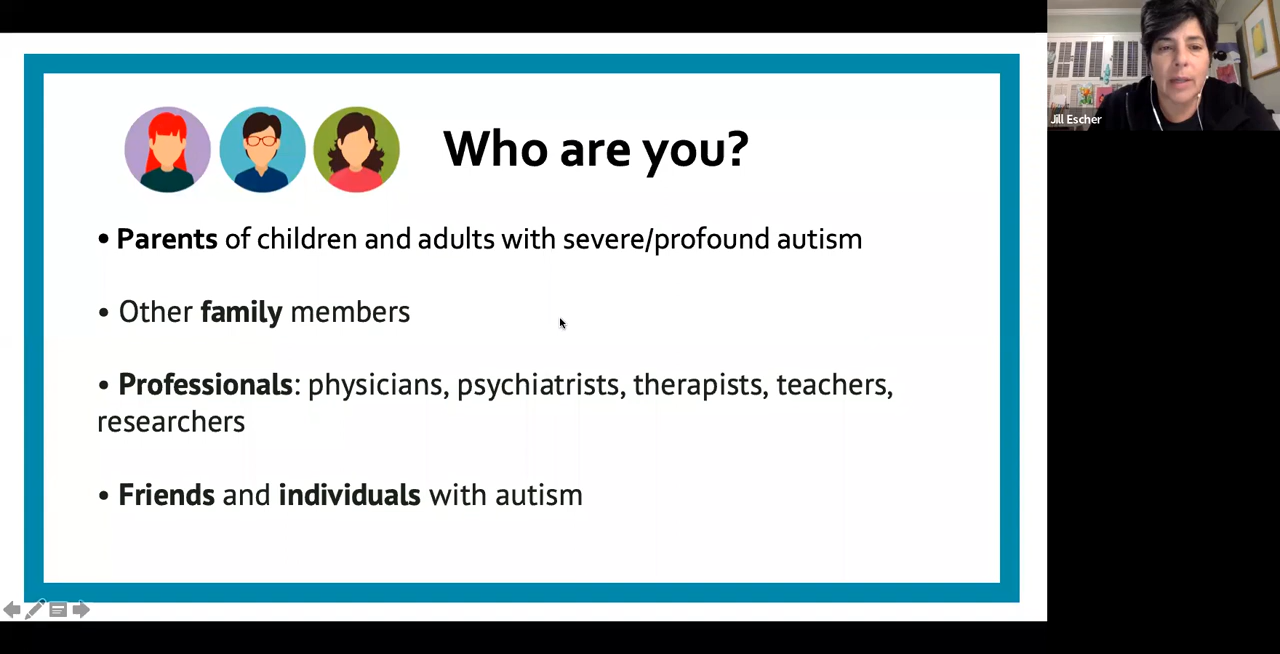 Who are you?
• Parents of children and adults with severe/profound autism
• Other family members
• Professionals: physicians, psychiatrists, therapists, teachers,
researchers
• Friends and individuals with autism
Jill Escher